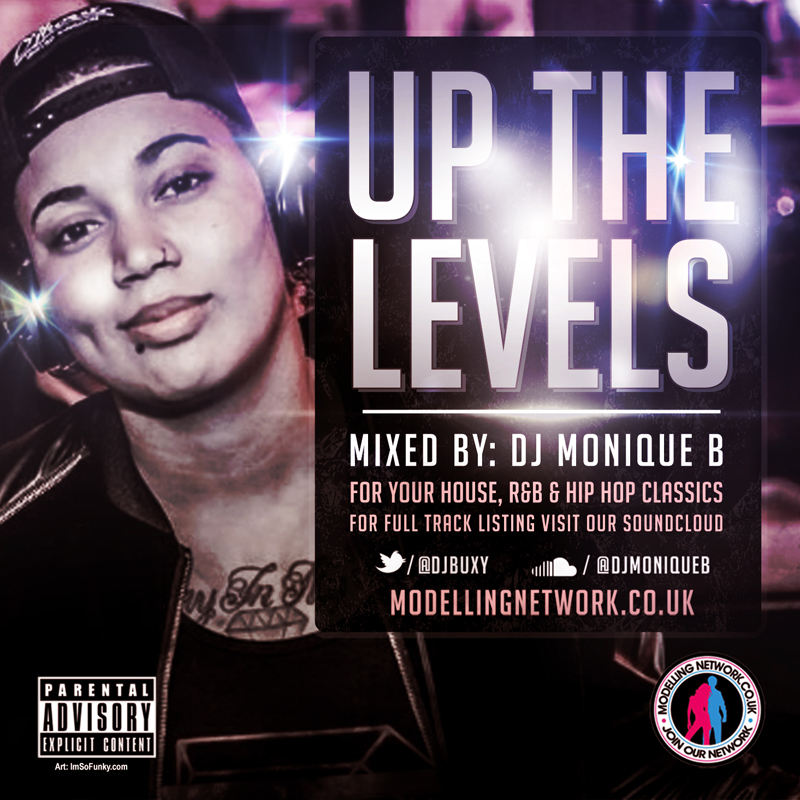 UP THE
LEVELS
MIXED BY: DJ MONIQUE B
FOR YOUR HOUSE, R&B & HIP HOP CLASSICS
FOR FULL TRACK LISTING VISIT OUR SOUNDCLOUD
/@DJBUXY / @DJMONIQUEB
MODELLINGNETWORK.CO.UK
In
PARENTAL
ADVISORY
EXPLICIT CONTENT
Art: ImSoFunky.com
MODELLING NETWORK.CO.UK
JOIN OUR NETWORK